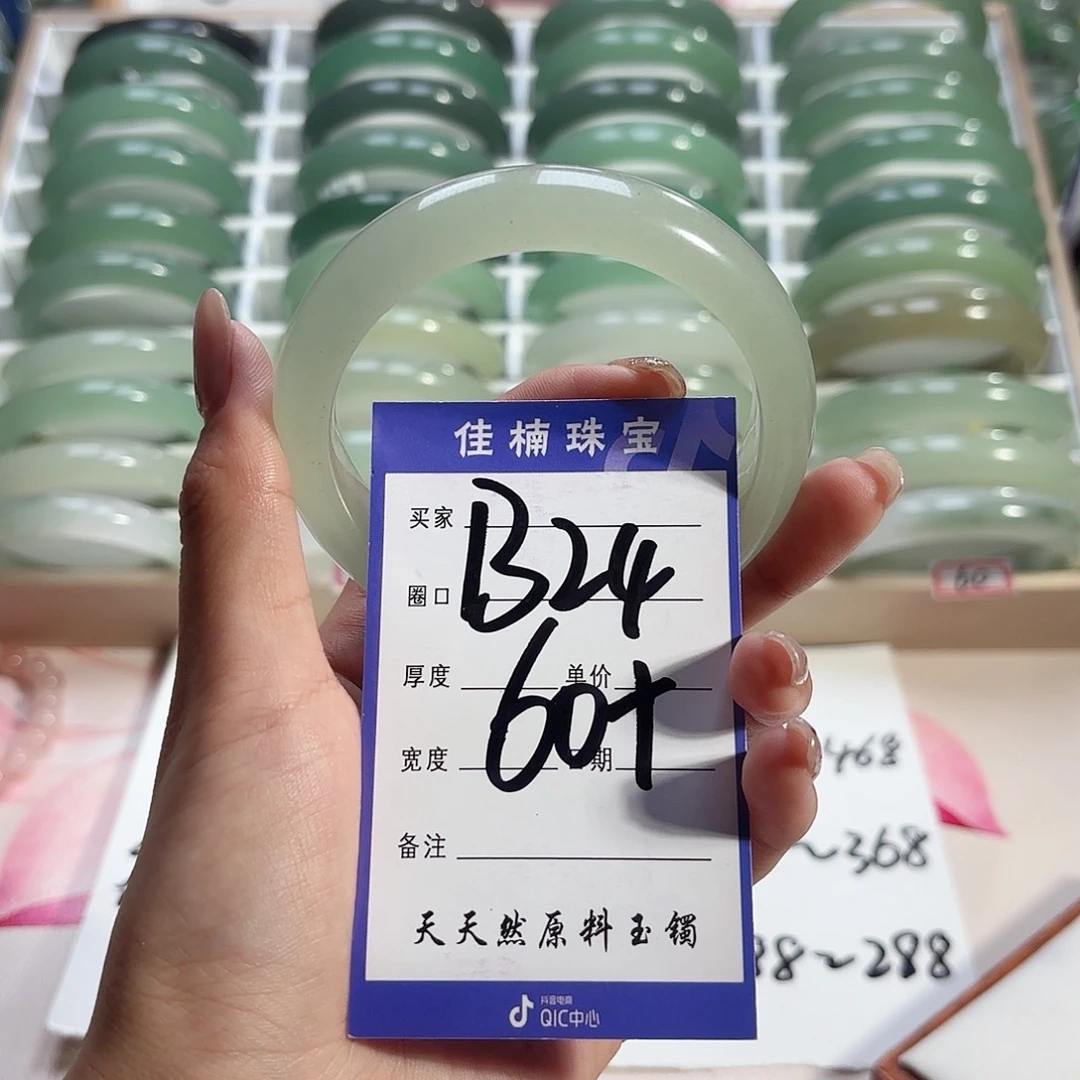 佳楠珠宝
买家
B24
圈口
厚度 单价
60+
宽度 期
备注
天天然原料玉镯
抖音电商
QIC中心
60
468
~368
88~288